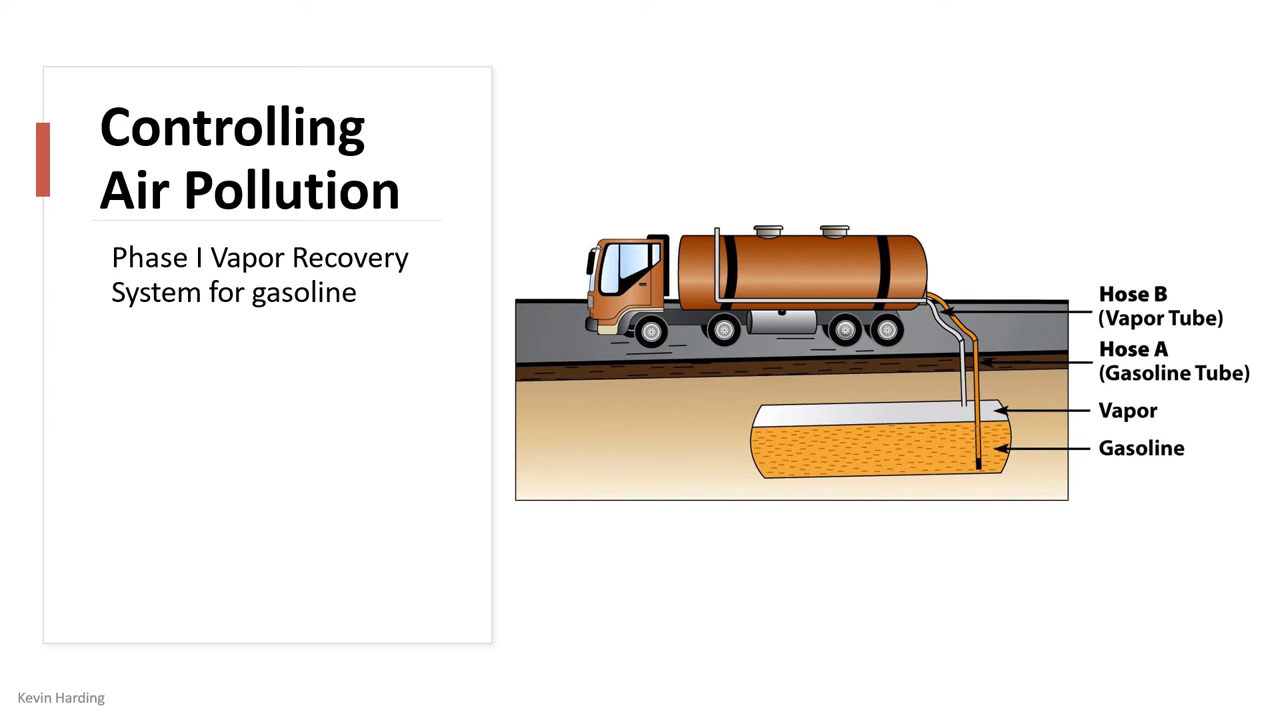 Controlling
Air Pollution
Phase I Vapor Recovery
System for gasoline
Hose B
(Vapor Tube)
Hose A
(Gasoline Tube)
Vapor
Gasoline
Kevin Harding